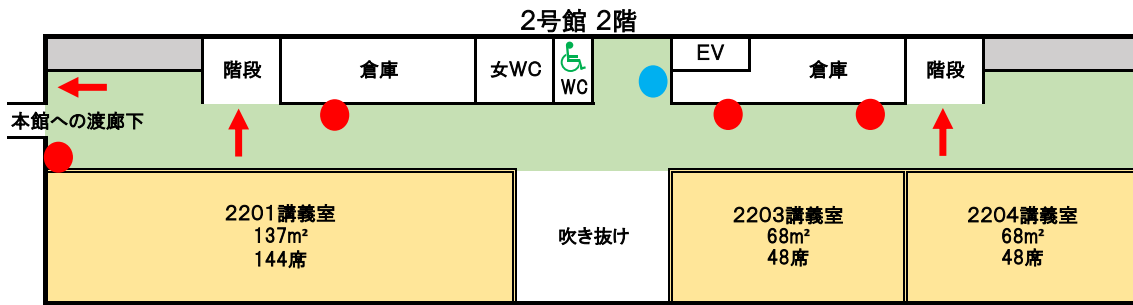 2号館 2階
階段
倉庫
女WC
WC
EV
倉庫
階段
本館への渡廊下
2201講義室
137m²
144席
吹き抜け
2203講義室
68m²
48席
2204講義室
68m²
48席